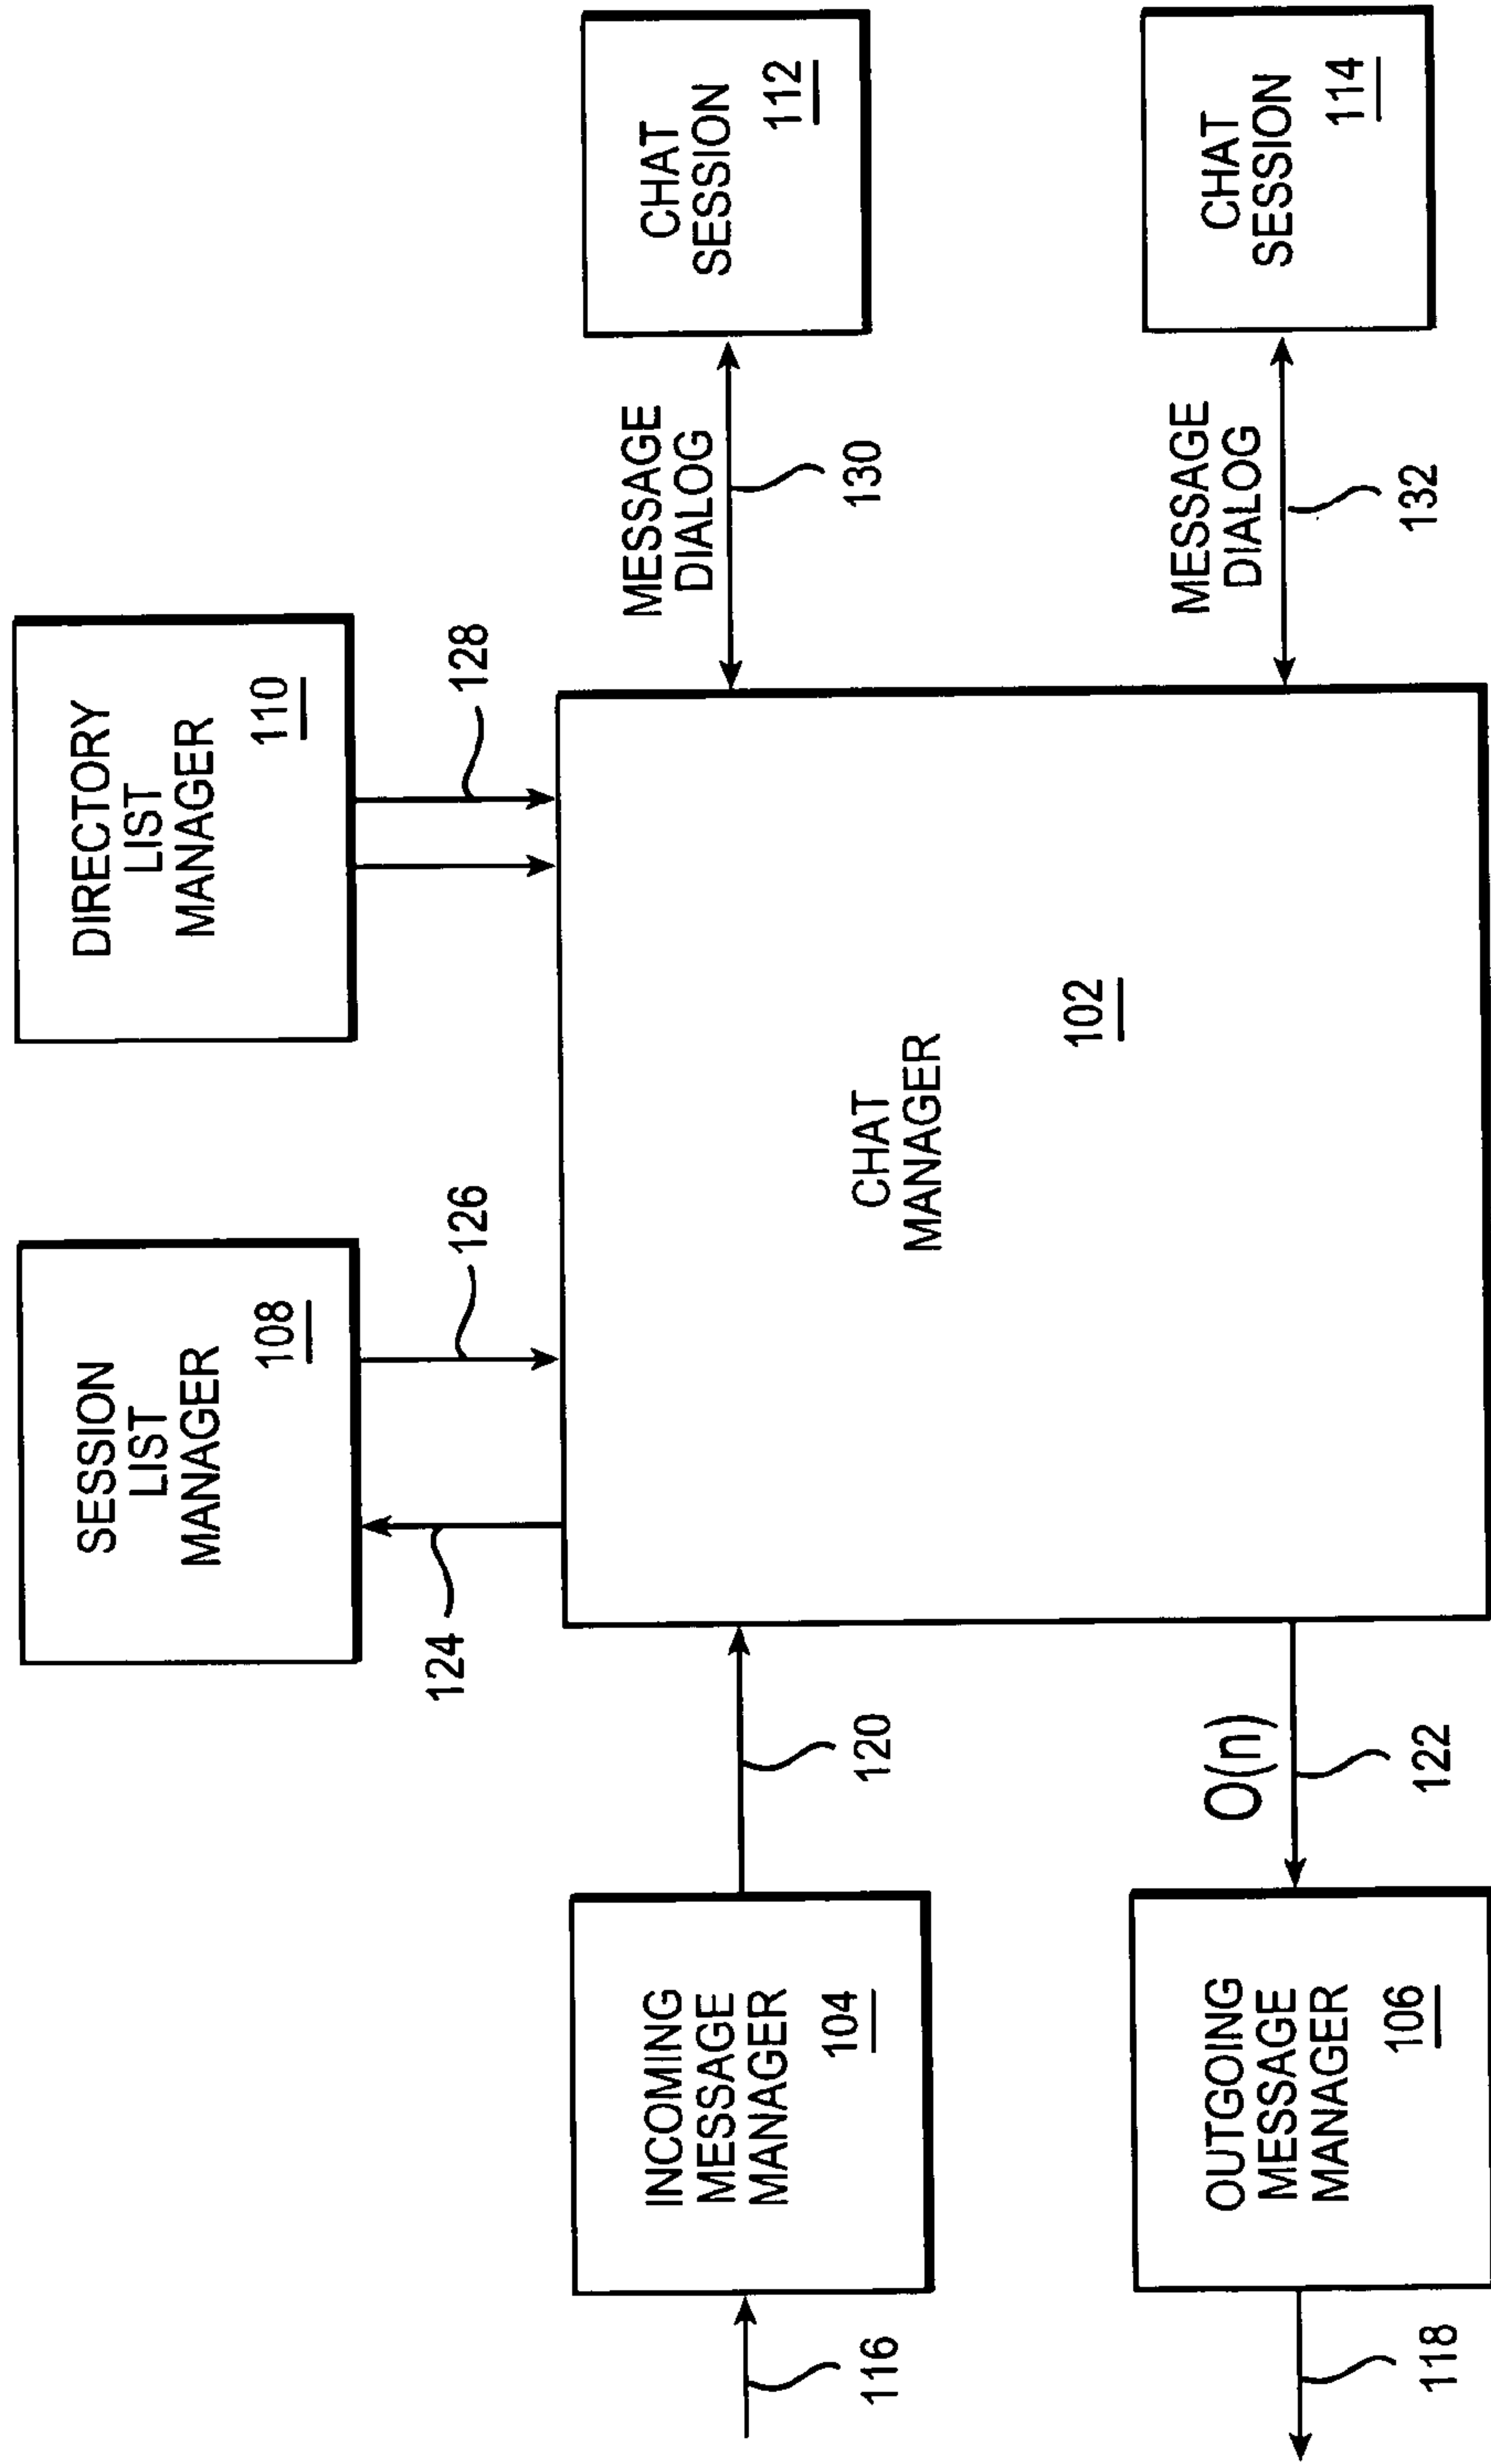 SESSION
LIST
MANAGER
108
DIRECTORY
LIST
MANAGER
110
124
126
128
INCOMING
MESSAGE
MANAGER
104
116
120
CHAT
MANAGER
102
MESSAGE
DIALOG
130
CHAT
SESSION
112
OUTGOING
MESSAGE
MANAGER
106
118
O(n)
122
MESSAGE
DIALOG
132
CHAT
SESSION
114